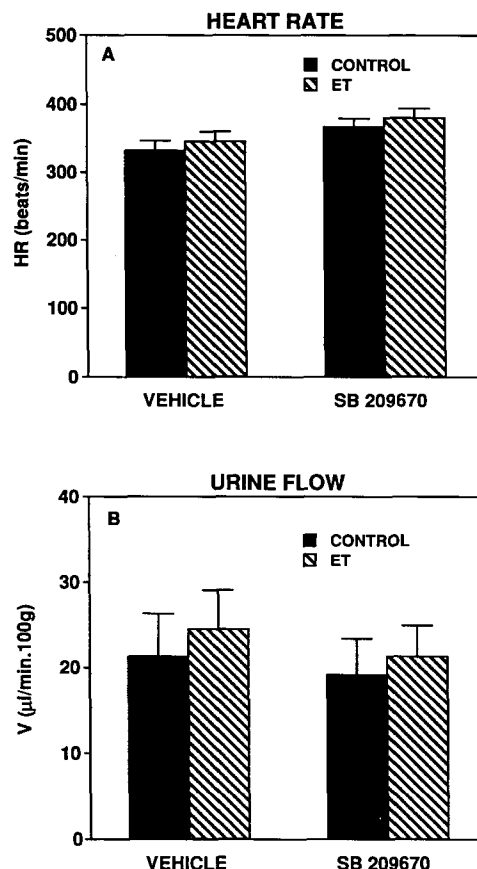 HEART RATE
500
400
300
200
100
0
HR (beats/min)
A
CONTROL
ET
VEHICLE SB 209670
URINE FLOW
40
30
20
10
0
V (µl/min.100g)
B
CONTROL
ET
VEHICLE SB 209670